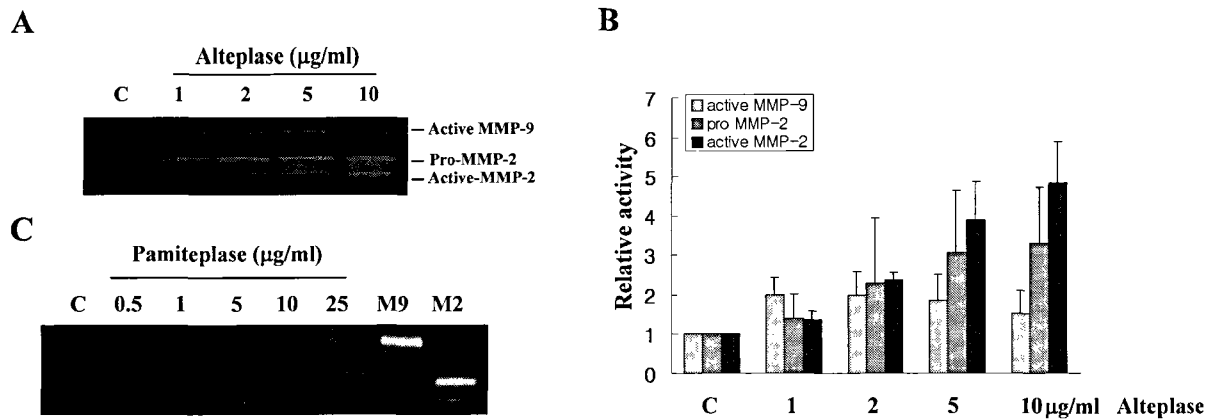 A
Alteplase (μg/ml)
C 1 2 5 10
Active MMP-9
Pro-MMP-2
Active-MMP-2
C
Pamiteplase (μg/ml)
C 0.5 1 5 10 25 M9 M2
B
7
6
5
4
3
2
1
0
Relative activity
active MMP-9
pro MMP-2
active MMP-2
C 1 2 5 10μg/ml Alteplase